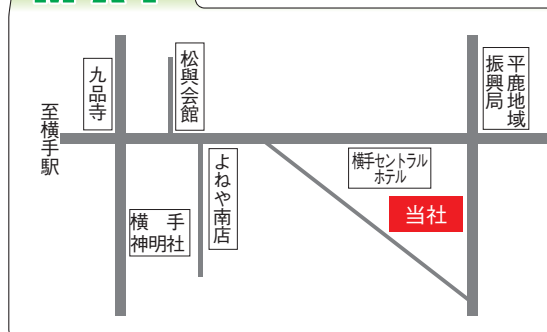 九品寺
松與会館
平鹿地域
振興局
至横手駅
よねや南店
横手セントラル
ホテル
横 手
神明社
当社